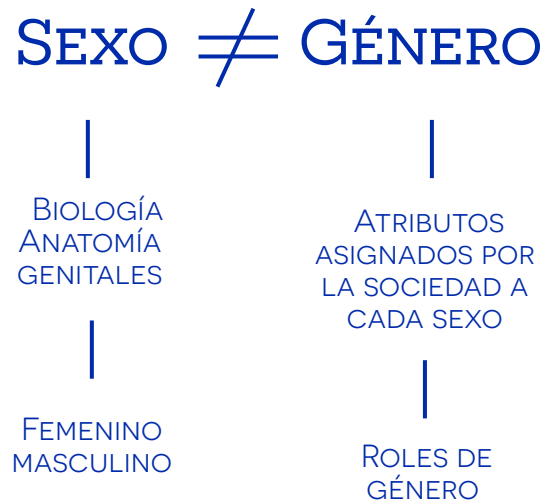 SEXO ≠ GÉNERO
BIOLOGÍA
ANATOMÍA
GENITALES
FEMENINO
MASCULINO
ATRIBUTOS
ASIGNADOS POR
LA SOCIEDAD A
CADA SEXO
ROLES DE
GÉNERO